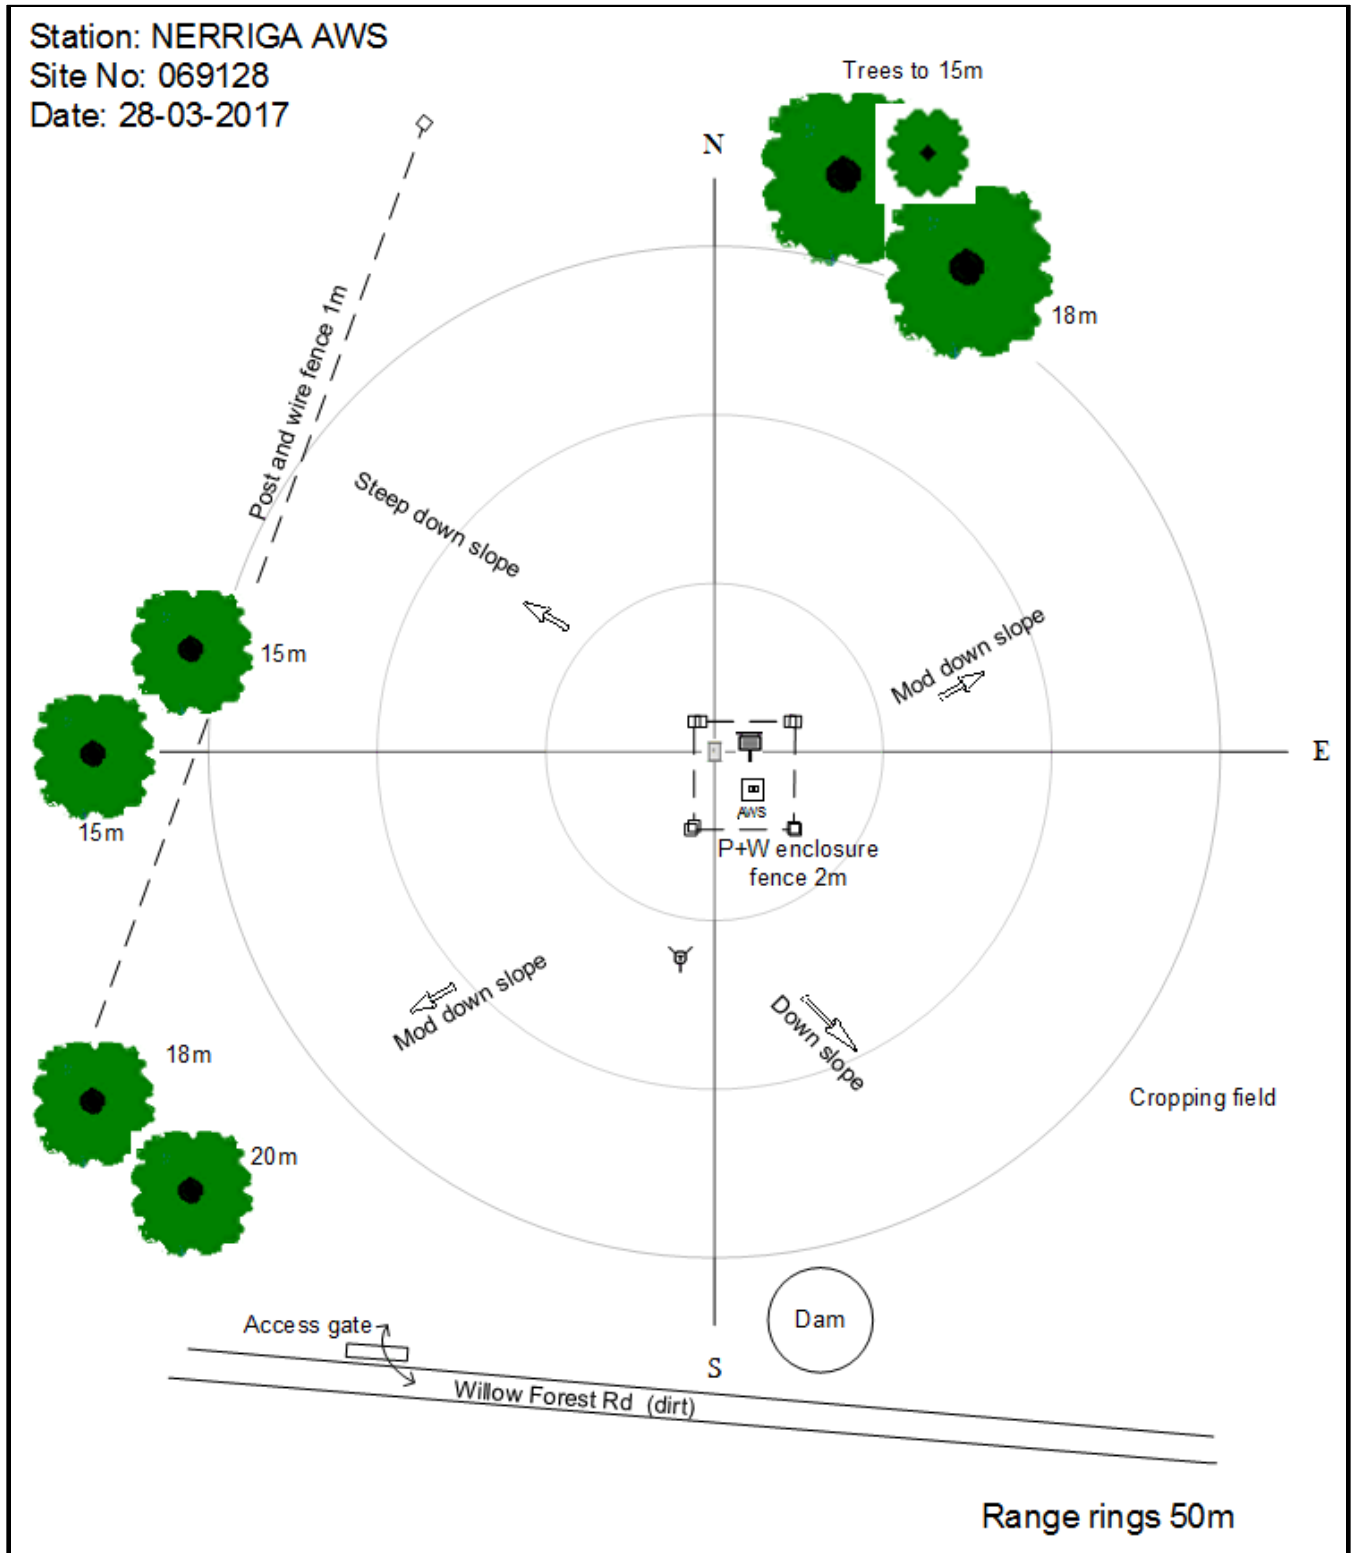 Station: NERRIGA AWS
Site No: 069128
Date: 28-03-2017
Trees to 15m
N
18m
Post and wire fence 1m
Steep down slope
Mod down slope
15m
E
15m
AWS
P+W enclosure
fence 2m
Mod down slope
Down slope
18m
Cropping field
20m
Access gate
Dam
S
Willow Forest Rd (dirt)
Range rings 50m